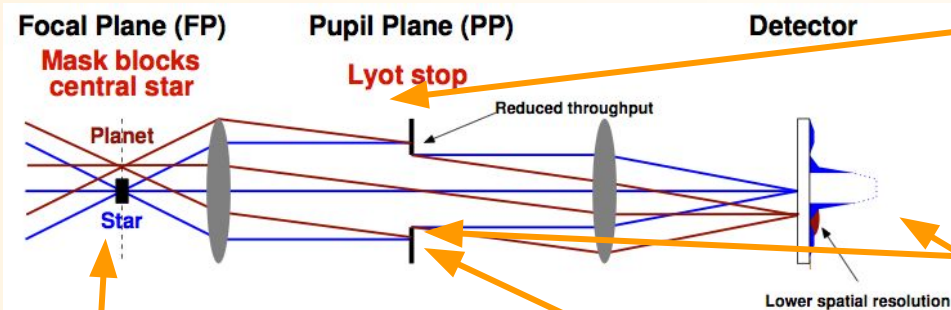 Focal Plane (FP)
Pupil Plane (PP)
Detector
Mask blocks
central star
Lyot stop
Reduced throughput
Planet
Star
Lower spatial resolution